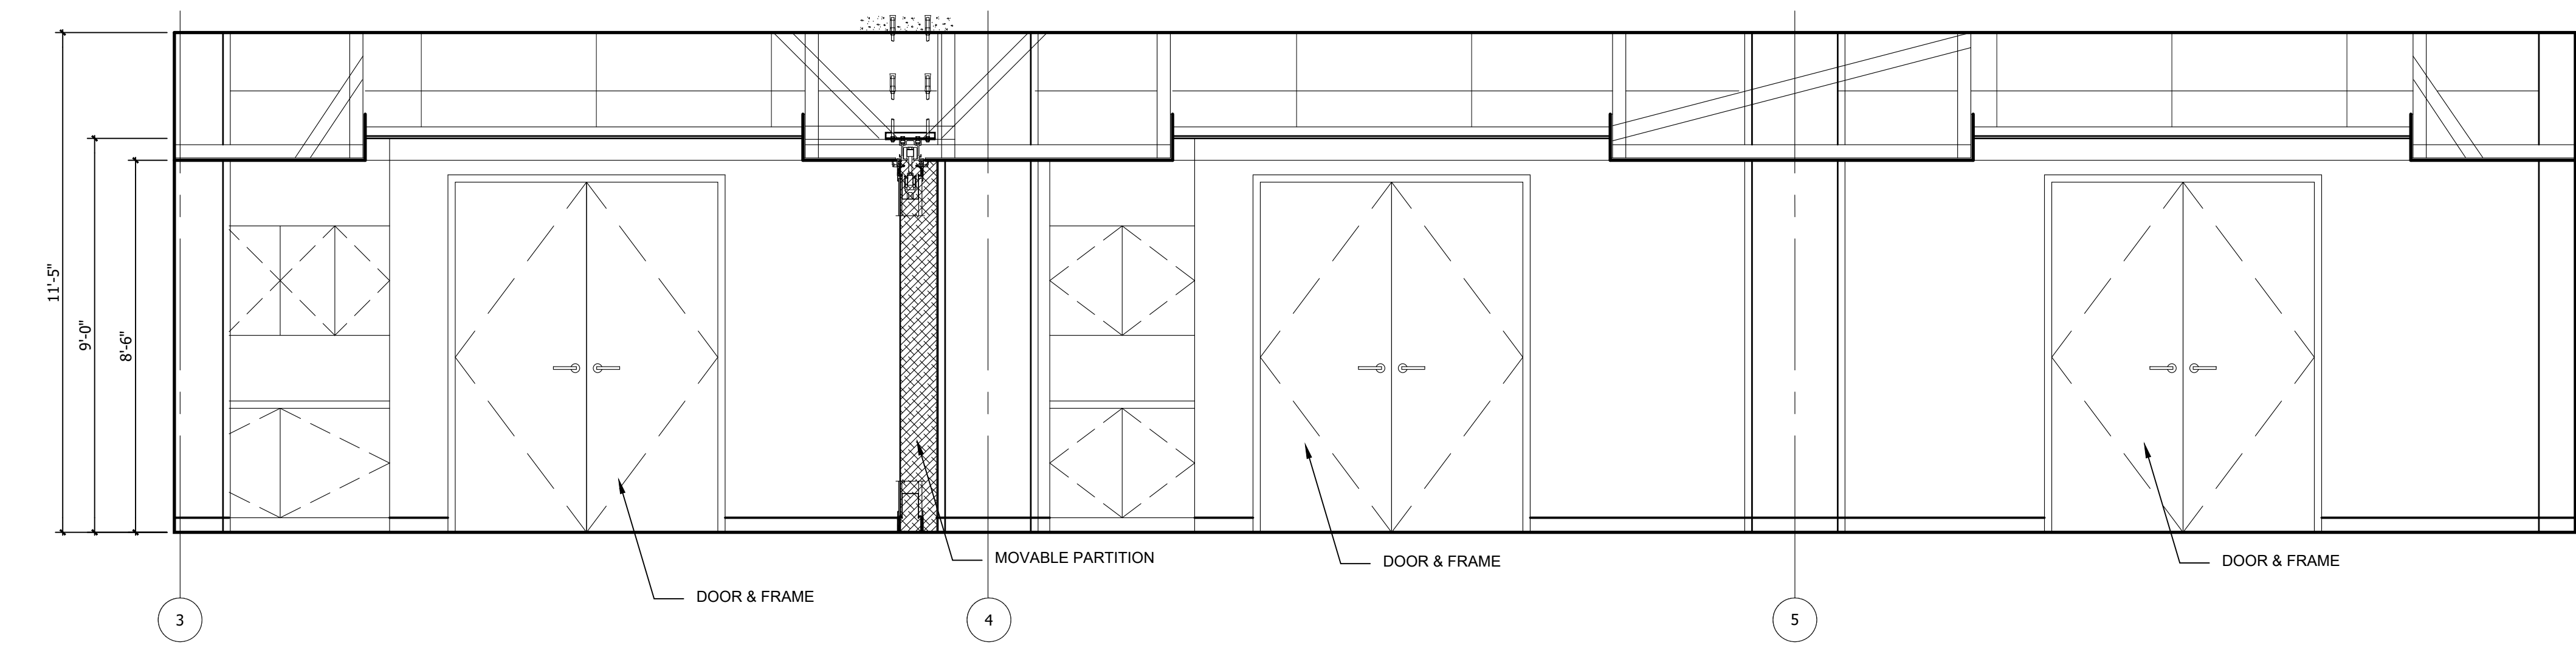 11'-5"
9'-0"
8'-6"
MOVABLE PARTITION
DOOR & FRAME
DOOR & FRAME
DOOR & FRAME
3
4
5